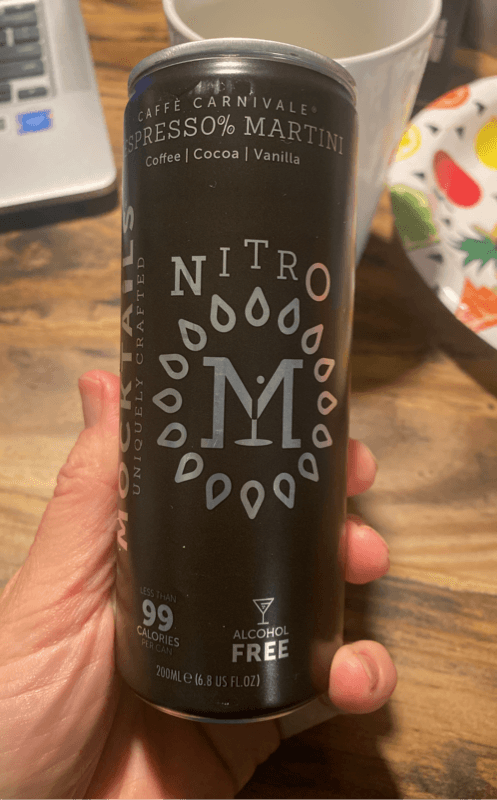 CAFFÈ CARNIVALE®
ESPRESSO% MARTINI
Coffee | Cocoa | Vanilla
MOCKTAILS
UNIQUELY CRAFTED
NITRO
M
LESS THAN
99
CALORIES
PER CAN
ALCOHOL
FREE
200ML ℮ (6.8 US FL.OZ)